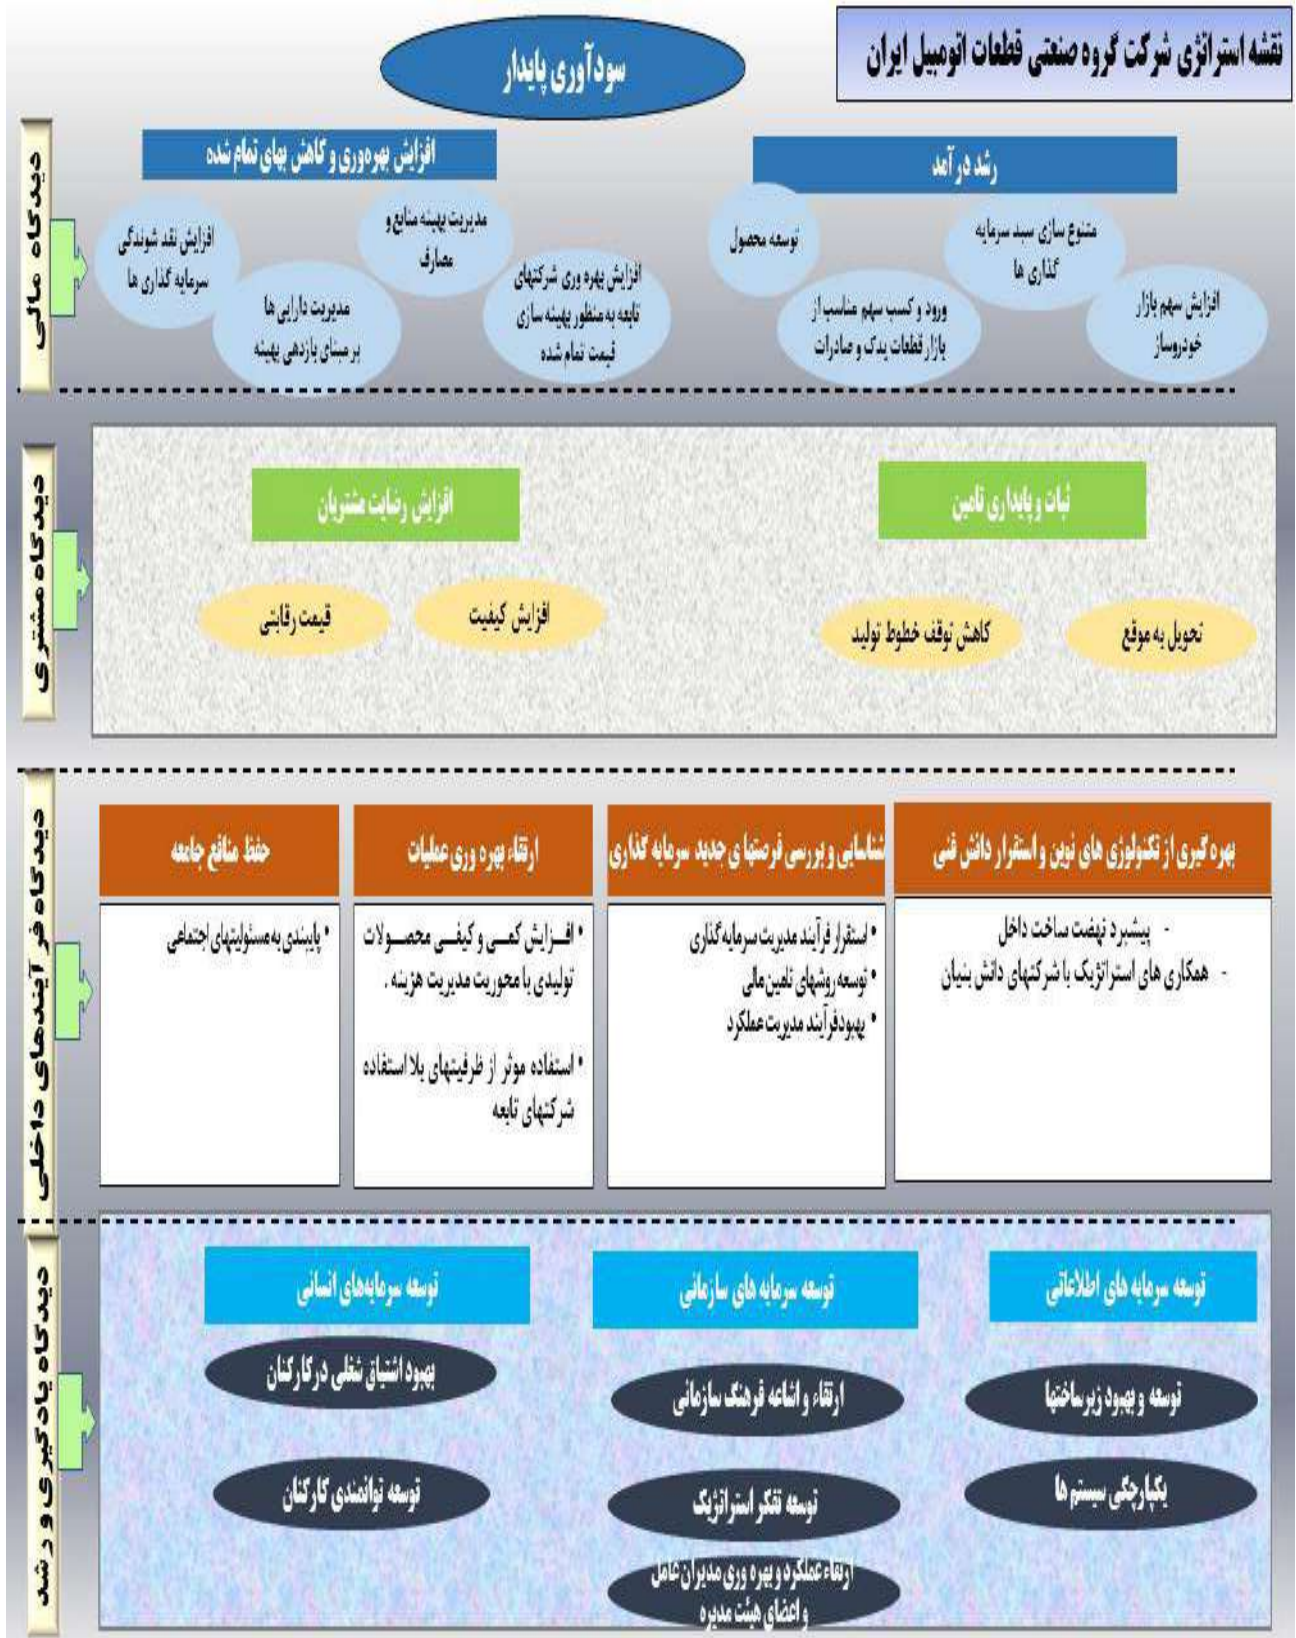 نقشه استراتژی شرکت گروه صنعتی قطعات اتومبیل ایران
سودآوری پایدار
دیدگاه مالی
رشد درآمد
افزایش بهره‌وری و کاهش بهای تمام شده
افزایش سهم بازار
خودروساز
متنوع سازی سبد سرمایه
گذاری ها
ورود و کسب سهم مناسب از
بازار قطعات یدک و صادرات
توسعه محصول
افزایش بهره وری شرکتهای
تابعه به منظور بهینه سازی
قیمت تمام شده
مدیریت بهینه منابع و
مصارف
مدیریت دارایی ها
بر مبنای بازدهی بهینه
افزایش نقد شوندگی
سرمایه گذاری ها
دیدگاه مشتری
ثبات و پایداری تامین
افزایش رضایت مشتریان
تحویل به موقع
کاهش توقف خطوط تولید
افزایش کیفیت
قیمت رقابتی
دیدگاه فرآیندهای داخلی
بهره گیری از تکنولوژی های نوین و استقرار دانش فنی
- پیشبرد نهضت ساخت داخل
- همکاری های استراتژیک با شرکتهای دانش بنیان
شناسایی و بررسی فرصتهای جدید سرمایه گذاری
• استقرار فرآیند مدیریت سرمایه گذاری
• توسعه روشهای تامین مالی
• بهبود فرآیند مدیریت عملکرد
ارتقاء بهره وری عملیات
• افـزایش کمـی و کیفـی محصـولات
تولیدی با محوریت مدیریت هزینه .
• استفاده موثر از ظرفیتهای بلااستفاده
شرکتهای تابعه
حفظ منافع جامعه
• پایبندی به مسئولیتهای اجتماعی
دیدگاه یادگیری و رشد
توسعه سرمایه های اطلاعاتی
توسعه سرمایه های سازمانی
توسعه سرمایه‌های انسانی
توسعه و بهبود زیرساختها
یکپارچگی سیستم ها
ارتقاء و اشاعه فرهنگ سازمانی
توسعه تفکر استراتژیک
ارتقاء عملکرد و بهره وری مدیران عامل
و اعضای هیئت مدیره
بهبود اشتیاق شغلی در کارکنان
توسعه توانمندی کارکنان